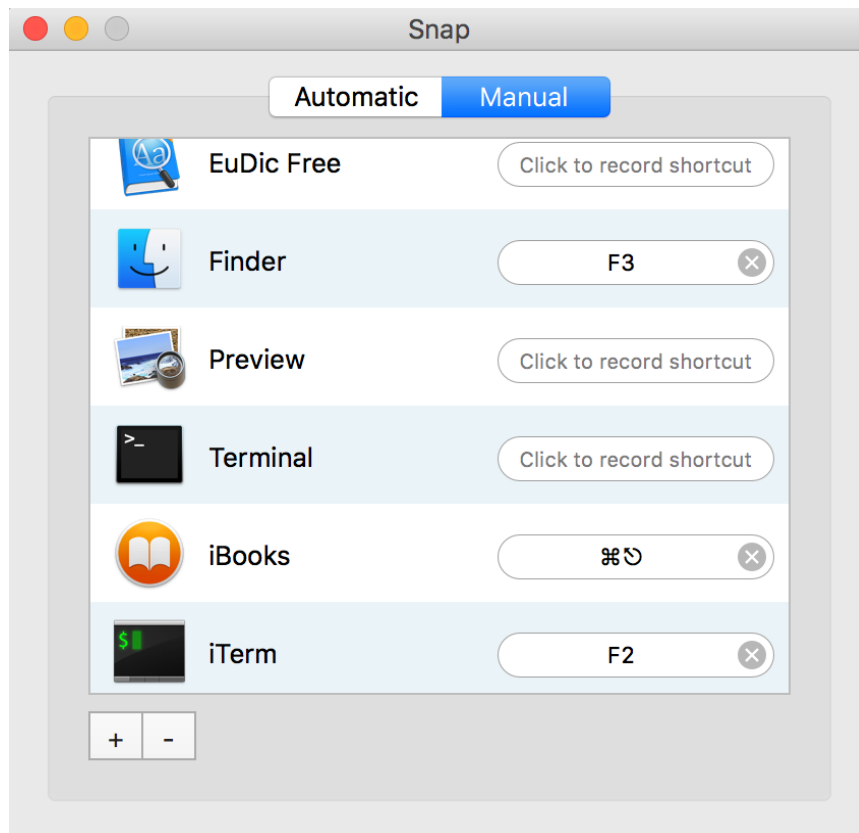 Snap
Automatic Manual
Aa
EuDic Free Click to record shortcut
Finder F3
Preview Click to record shortcut
>_
Terminal Click to record shortcut
iBooks ⌘⎋
$
iTerm F2
+ -